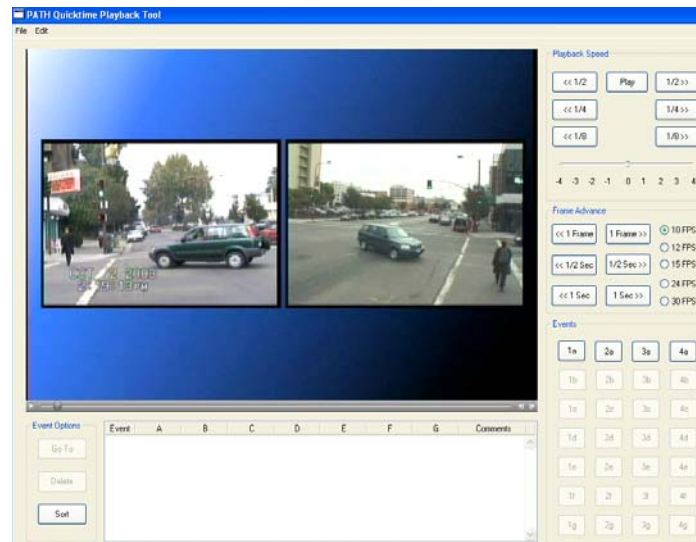 PATH Quicktime Playback Tool
File Edit
Playback Speed
<< 1/2 Play 1/2 >>
<< 1/4 1/4 >>
<< 1/8 1/8 >>
-4 -3 -2 -1 0 1 2 3 4
Frame Advance
<< 1 Frame 1 Frame >> 10 FPS
12 FPS
<< 1/2 Sec 1/2 Sec >> 15 FPS
24 FPS
<< 1 Sec 1 Sec >> 30 FPS
OCT 12 2003
Events
1a 2a 3a 4a
1b 2b 3b 4b
1c 2c 3c 4c
1d 2d 3d 4d
1e 2e 3e 4e
1f 2f 3f 4f
1g 2g 3g 4g
Event Options
Go To
Delete
Sort
Event A B C D E F G Comments